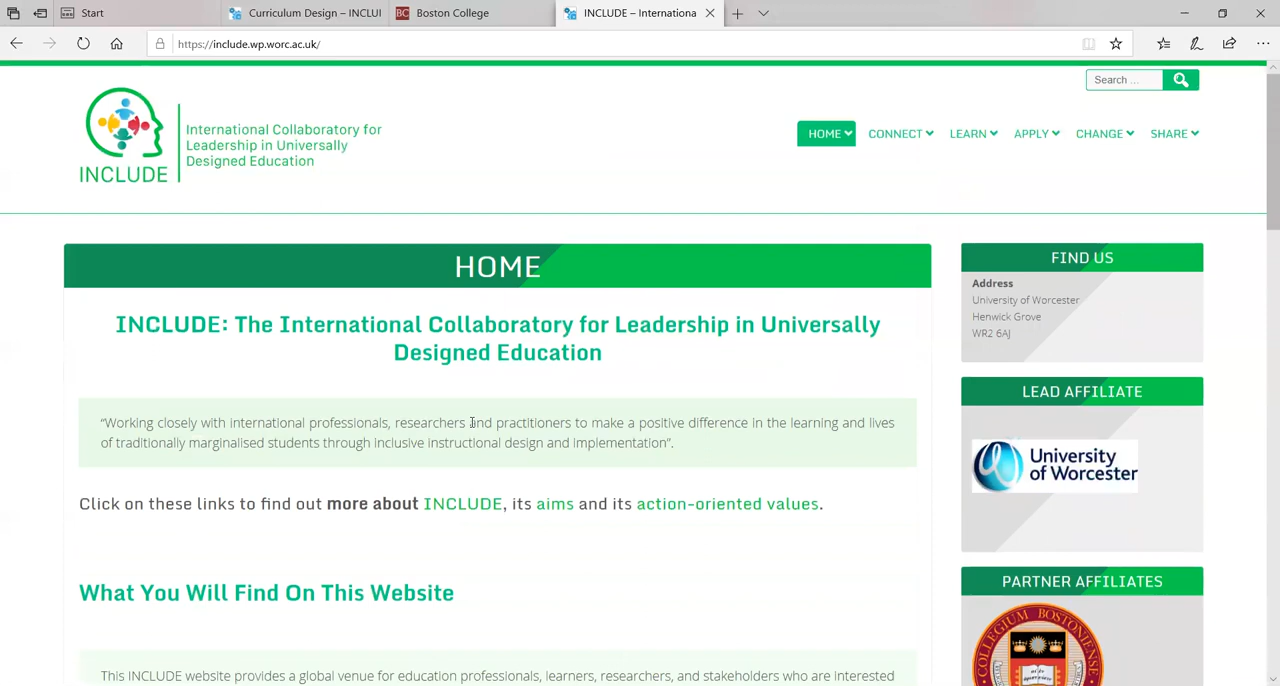 Start
Curriculum Design – INCLUI
BC Boston College
INCLUDE – Internationa
https://include.wp.worc.ac.uk/
Search ...
INCLUDE
International Collaboratory for
Leadership in Universally
Designed Education
HOME CONNECT LEARN APPLY CHANGE SHARE
HOME
INCLUDE: The International Collaboratory for Leadership in Universally
Designed Education
“Working closely with international professionals, researchers and practitioners to make a positive difference in the learning and lives
of traditionally marginalised students through inclusive instructional design and implementation”.
Click on these links to find out more about INCLUDE, its aims and its action-oriented values.
What You Will Find On This Website
This INCLUDE website provides a global venue for education professionals, learners, researchers, and stakeholders who are interested
FIND US
Address
University of Worcester
Henwick Grove
WR2 6AJ
LEAD AFFILIATE
University
of Worcester
PARTNER AFFILIATES
COLLEGIUM BOSTONIENSE